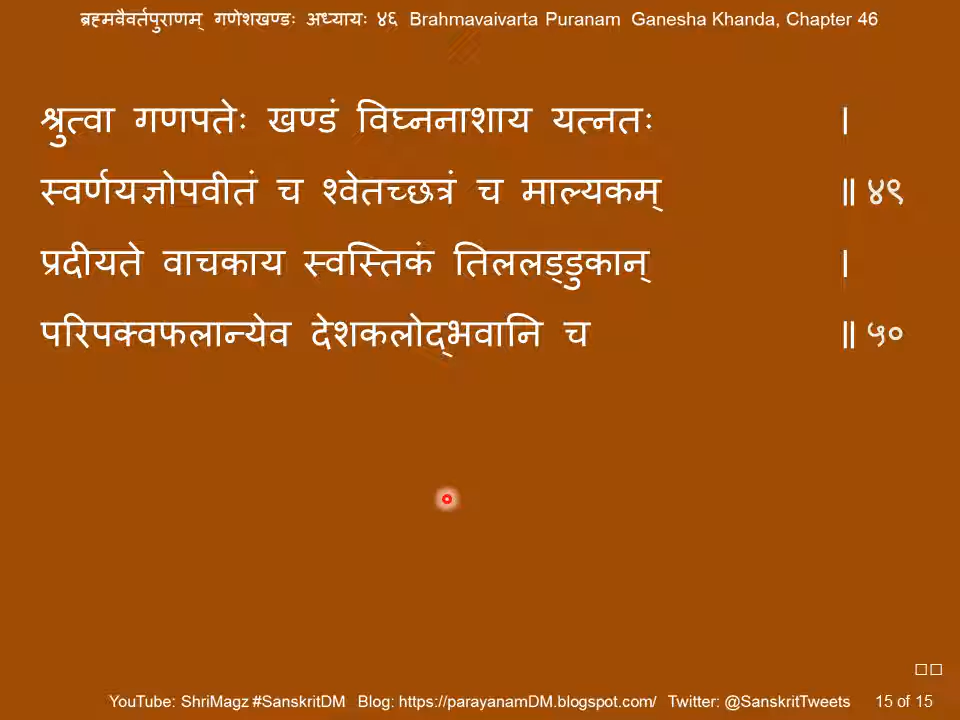 ब्रह्मवैवर्तपुराणम् गणेशखण्डः अध्यायः ४६ Brahmavaivarta Puranam Ganesha Khanda, Chapter 46
श्रुत्वा गणपतेः खण्डं विघ्ननाशाय यत्नतः ।
स्वर्णयज्ञोपवीतं च श्वेतच्छत्रं च माल्यकम् ॥ ४९
प्रदीयते वाचकाय स्वस्तिकं तिललड्डुकान् ।
परिपक्वफलान्येव देशकलोद्भवानि च ॥ ५०
YouTube: ShriMagz #SanskritDM Blog: https://parayanamDM.blogspot.com/ Twitter: @SanskritTweets 15 of 15